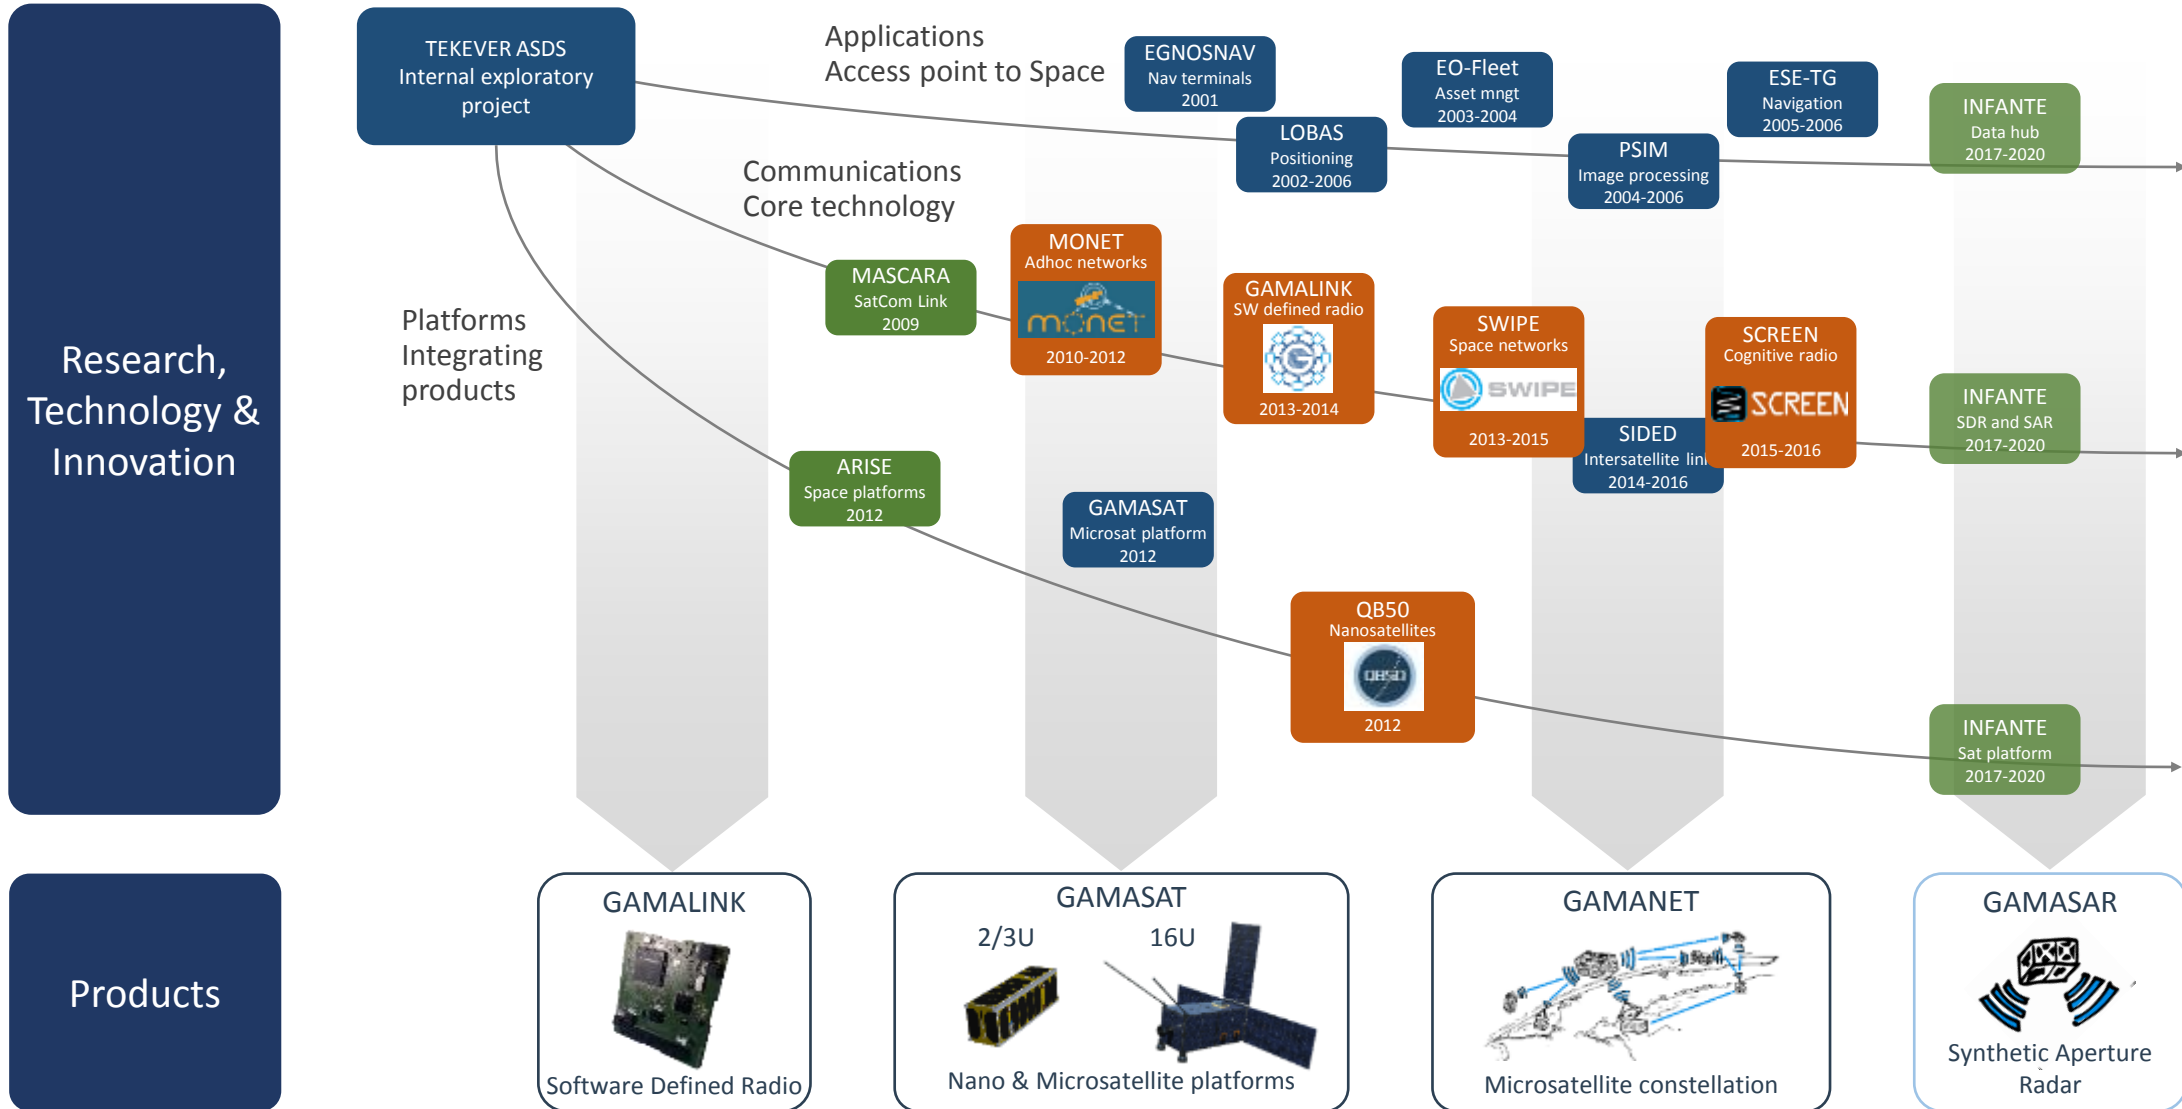 Research,
Technology &
Innovation
TEKEVER ASDS
Internal exploratory
project
Applications
Access point to Space
EGNOSNAV
Nav terminals
2001
LOBAS
Positioning
2002-2006
EO-Fleet
Asset mngt
2003-2004
PSIM
Image processing
2004-2006
ESE-TG
Navigation
2005-2006
INFANTE
Data hub
2017-2020
Communications
Core technology
MASCARA
SatCom Link
2009
MONET
Adhoc networks
monet
2010-2012
GAMALINK
SW defined radio
G
2013-2014
SWIPE
Space networks
SWIPE
2013-2015
SIDED
Intersatellite link
2014-2016
SCREEN
Cognitive radio
SCREEN
2015-2016
INFANTE
SDR and SAR
2017-2020
Platforms
Integrating
products
ARISE
Space platforms
2012
GAMASAT
Microsat platform
2012
QB50
Nanosatellites
QB50
2012
INFANTE
Sat platform
2017-2020
Products
GAMALINK
Software Defined Radio
GAMASAT
2/3U
16U
Nano & Microsatellite platforms
GAMANET
Microsatellite constellation
GAMASAR
Synthetic Aperture
Radar